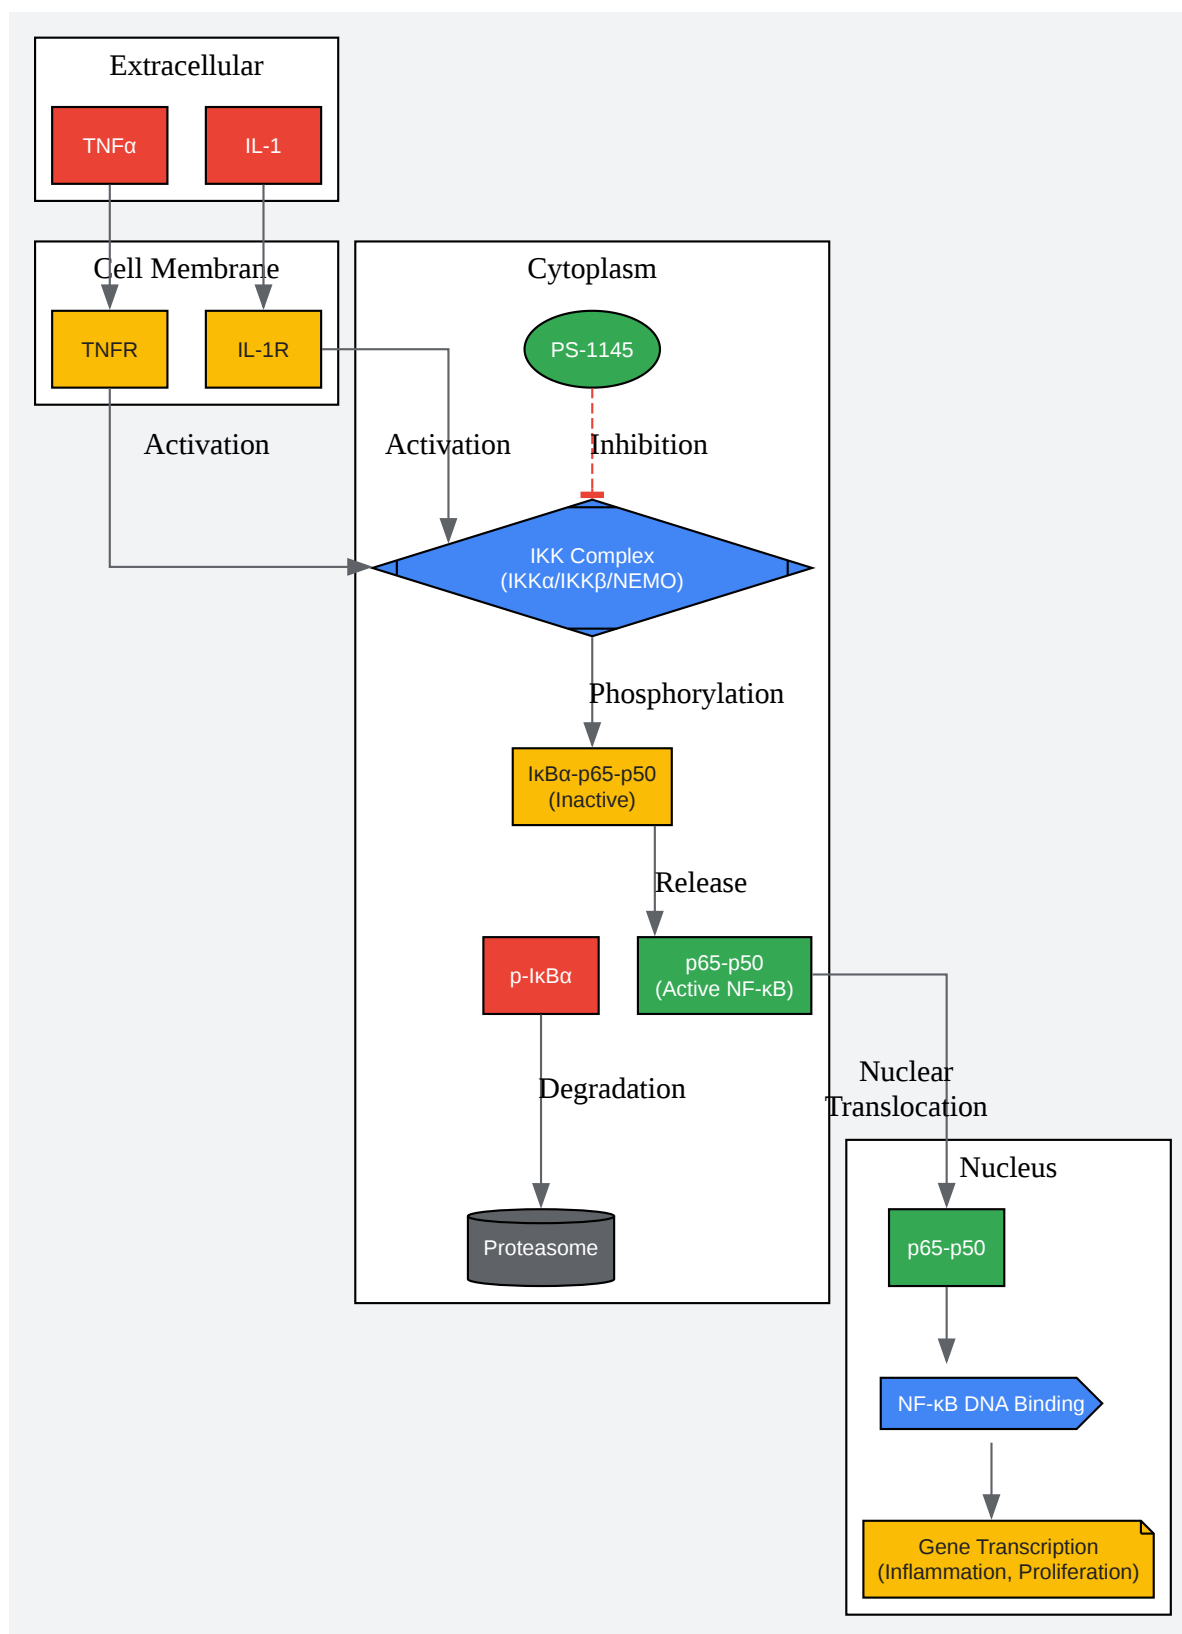 Extracellular
TNFα
IL-1
Cell Membrane
TNFR
IL-1R
Cytoplasm
PS-1145
Activation
Activation
Inhibition
IKK Complex
(IKKα/IKKβ/NEMO)
Phosphorylation
IκBα-p65-p50
(Inactive)
Release
p-IκBα
p65-p50
(Active NF-κB)
Degradation
Nuclear
Translocation
Nucleus
Proteasome
p65-p50
NF-κB DNA Binding
Gene Transcription
(Inflammation, Proliferation)